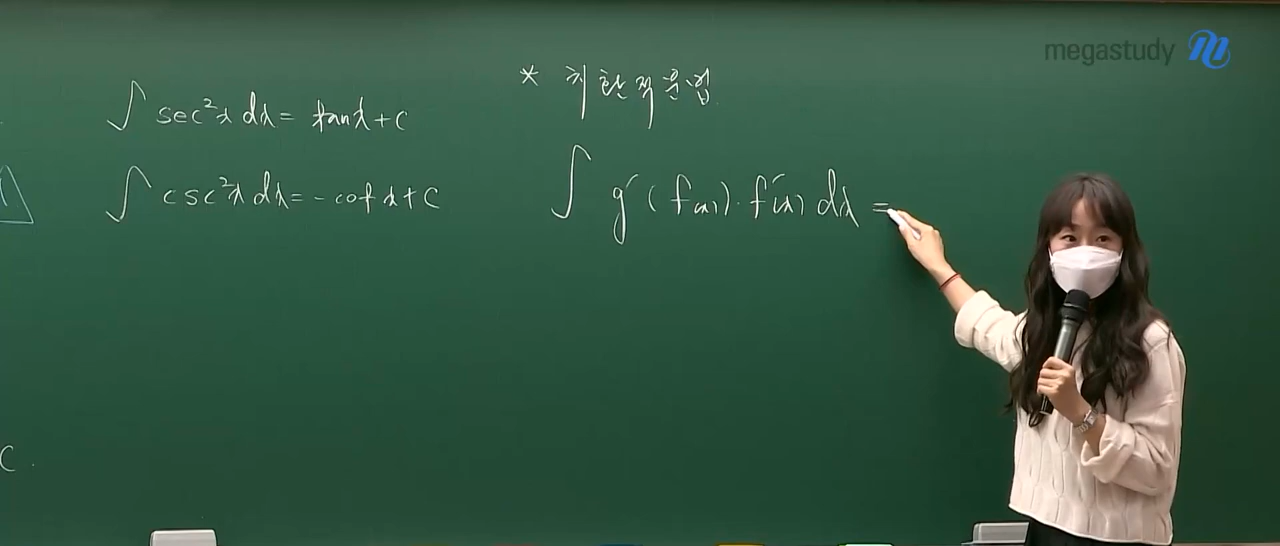 megastudy
∫ sec²x dx = tanx + C
∫ csc²x dx = -cotx + C
* 치환적분법
∫ g′(f(x))·f′(x) dx =
C.